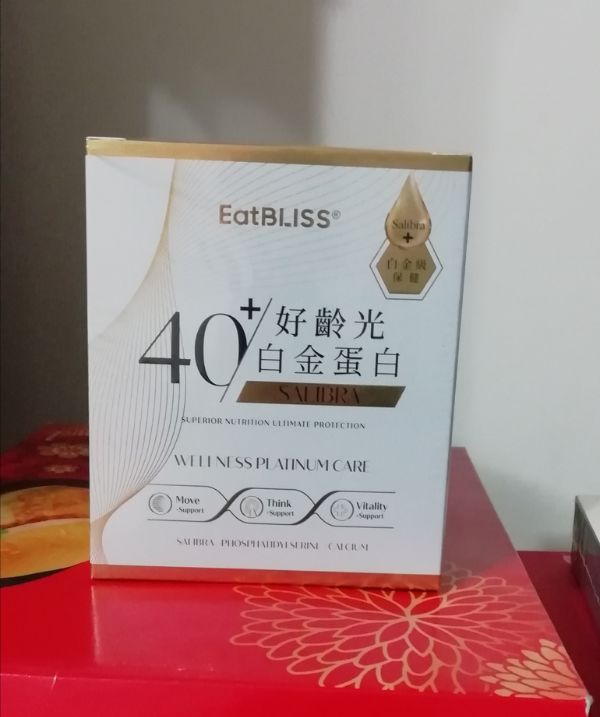 EatBLISS®
Salibra
+
白金級
保健
40+
好齡光
白金蛋白
SALIBRA
SUPERIOR NUTRITION ULTIMATE PROTECTION
WELLNESS PLATINUM CARE
Move
-Support
Think
-Support
Vitality
-Support
SALIBRA · PHOSPHATIDYLSERINE · CALCIUM